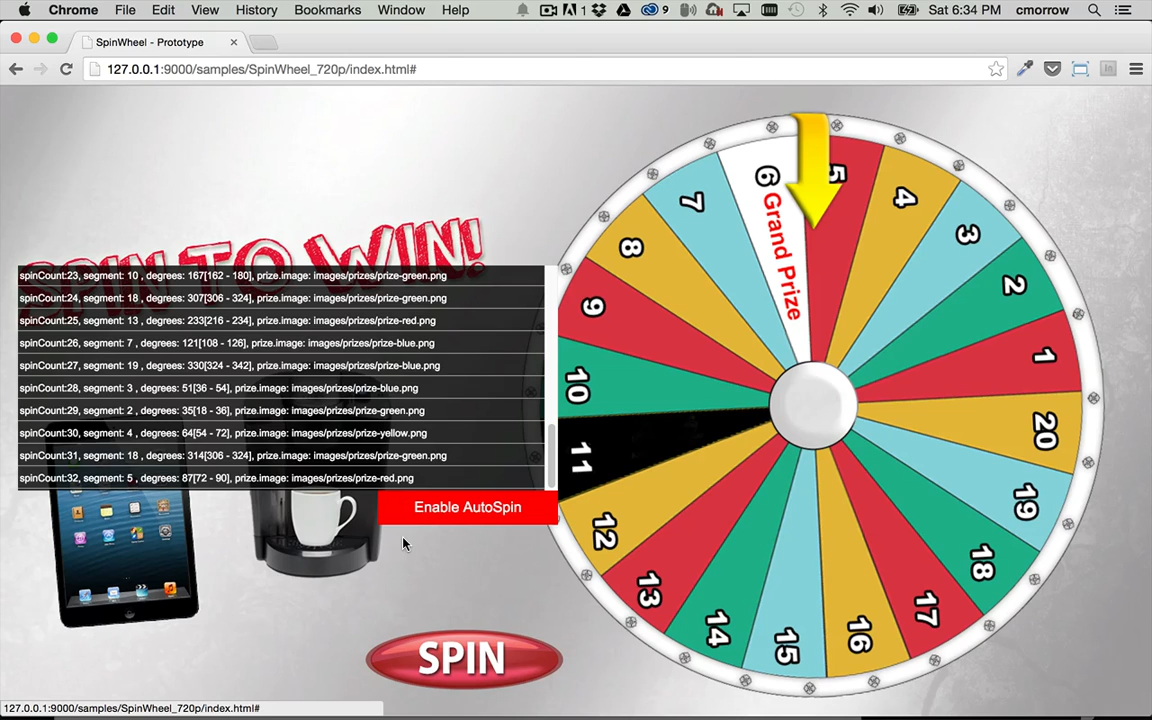 Chrome File Edit View History Bookmarks Window Help 1 9 Sat 6:34 PM cmorrow
SpinWheel - Prototype
127.0.0.1:9000/samples/SpinWheel_720p/index.html#
SPIN TO WIN!
spinCount:23, segment: 10 , degrees: 167[162 - 180], prize.image: images/prizes/prize-green.png
spinCount:24, segment: 18 , degrees: 307[306 - 324], prize.image: images/prizes/prize-green.png
spinCount:25, segment: 13 , degrees: 233[216 - 234], prize.image: images/prizes/prize-red.png
spinCount:26, segment: 7 , degrees: 121[108 - 126], prize.image: images/prizes/prize-blue.png
spinCount:27, segment: 19 , degrees: 330[324 - 342], prize.image: images/prizes/prize-blue.png
spinCount:28, segment: 3 , degrees: 51[36 - 54], prize.image: images/prizes/prize-blue.png
spinCount:29, segment: 2 , degrees: 35[18 - 36], prize.image: images/prizes/prize-green.png
spinCount:30, segment: 4 , degrees: 64[54 - 72], prize.image: images/prizes/prize-yellow.png
spinCount:31, segment: 18 , degrees: 314[306 - 324], prize.image: images/prizes/prize-green.png
spinCount:32, segment: 5 , degrees: 87[72 - 90], prize.image: images/prizes/prize-red.png
Enable AutoSpin
SPIN
1
2
3
4
5
6 Grand Prize
7
8
9
10
11
12
13
14
15
16
17
18
19
20
127.0.0.1:9000/samples/SpinWheel_720p/index.html#